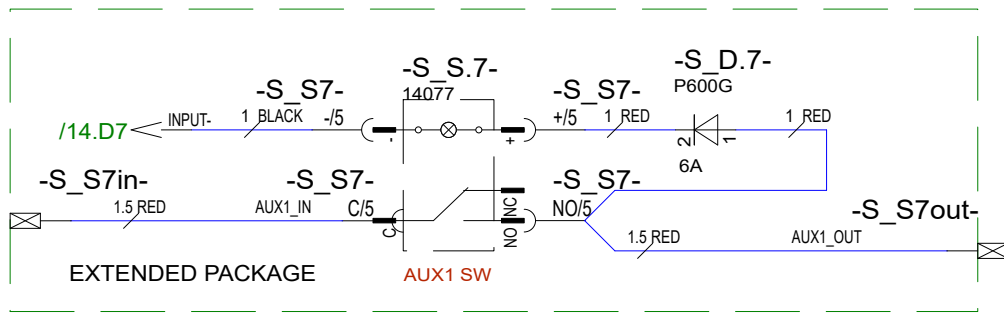 -S_S.7-
14077
-S_D.7-
P600G
-S_S7-
-S_S7-
/14.D7
INPUT-
1 BLACK
-/5
-
+
+/5
1 RED
2
1
1 RED
6A
-S_S7in-
-S_S7-
-S_S7-
-S_S7out-
1.5 RED
AUX1_IN
C/5
C
NO NC
NO/5
1.5 RED
AUX1_OUT
EXTENDED PACKAGE
AUX1 SW